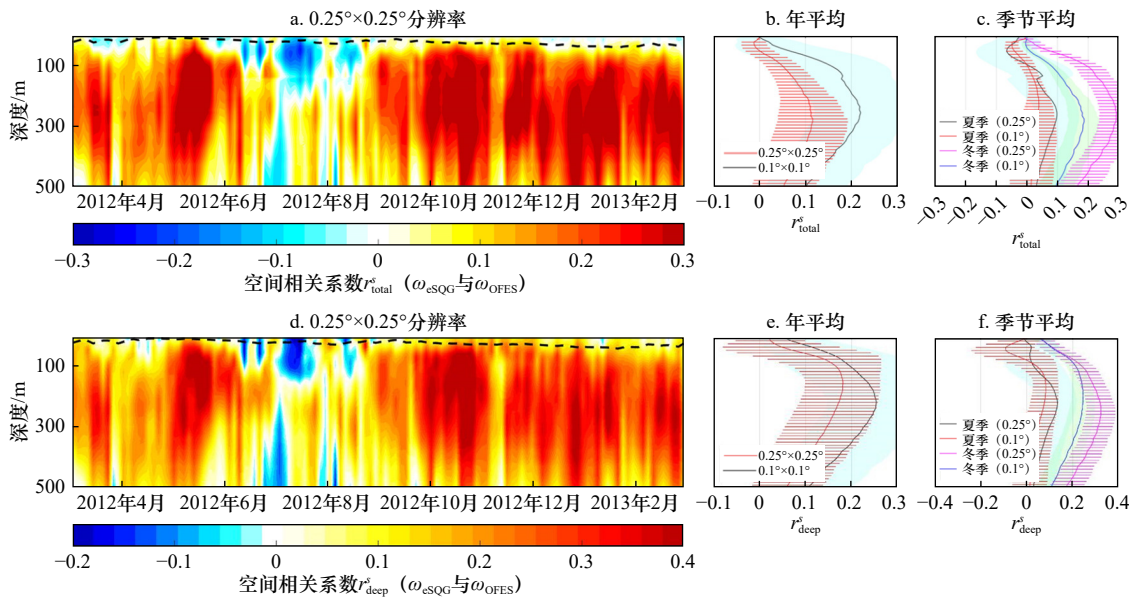 a. 0.25°×0.25°分辨率
深度/m
100
300
500
2012年4月
2012年6月
2012年8月
2012年10月
2012年12月
2013年2月
−0.3
−0.2
−0.1
0
0.1
0.2
0.3
空间相关系数r^s_total（ω_eSQG与ω_OFES）
b. 年平均
0.25°×0.25°
0.1°×0.1°
−0.1
0
0.1
0.2
0.3
r^s_total
c. 季节平均
夏季（0.25°）
夏季（0.1°）
冬季（0.25°）
冬季（0.1°）
−0.3
−0.2
−0.1
0
0.1
0.2
0.3
r^s_total
d. 0.25°×0.25°分辨率
深度/m
100
300
500
2012年4月
2012年6月
2012年8月
2012年10月
2012年12月
2013年2月
−0.2
−0.1
0
0.1
0.2
0.3
0.4
空间相关系数r^s_deep（ω_eSQG与ω_OFES）
e. 年平均
0.25°×0.25°
0.1°×0.1°
−0.1
0
0.1
0.2
0.3
r^s_deep
f. 季节平均
夏季（0.25°）
夏季（0.1°）
冬季（0.25°）
冬季（0.1°）
−0.4
−0.2
0
0.2
0.4
r^s_deep